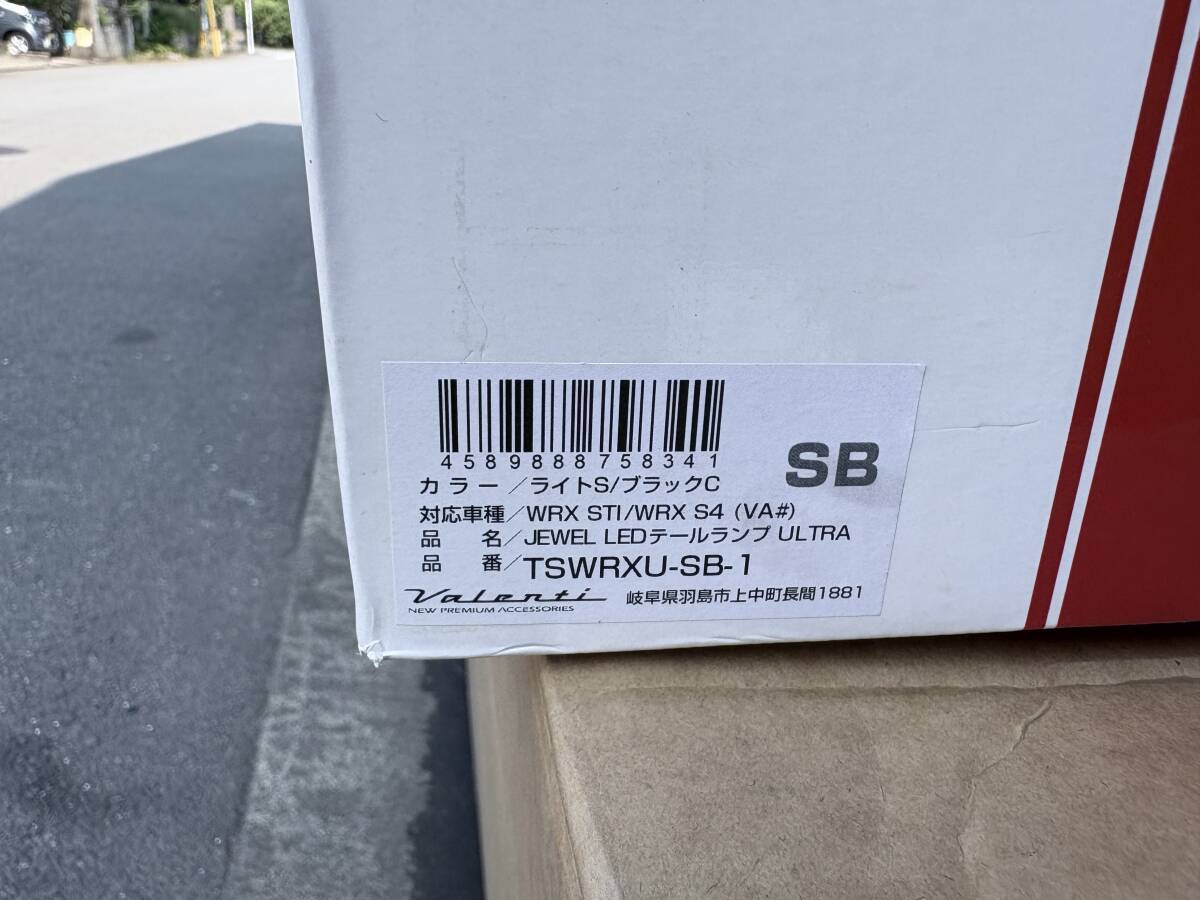 4589888758341
SB
カラー/ライトS/ブラックC
対応車種/WRX STI/WRX S4 (VA#)
品名/JEWEL LEDテールランプ ULTRA
品番/TSWRXU-SB-1
Valenti
NEW PREMIUM ACCESSORIES
岐阜県羽島市上中町長間1881